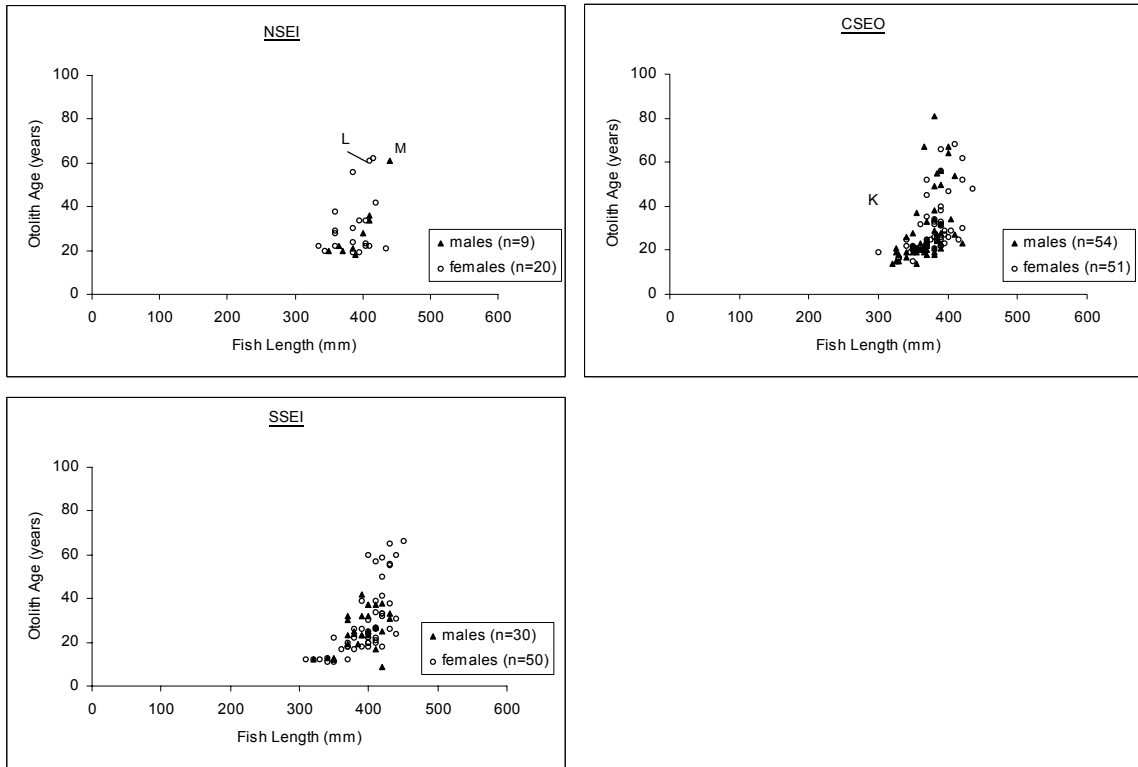 NSEI
100
80
60
40
20
0
Otolith Age (years)
L
M
males (n=9)
females (n=20)
0 100 200 300 400 500 600
Fish Length (mm)
CSEO
100
80
60
40
20
0
Otolith Age (years)
K
males (n=54)
females (n=51)
0 100 200 300 400 500 600
Fish Length (mm)
SSEI
100
80
60
40
20
0
Otolith Age (years)
males (n=30)
females (n=50)
0 100 200 300 400 500 600
Fish Length (mm)